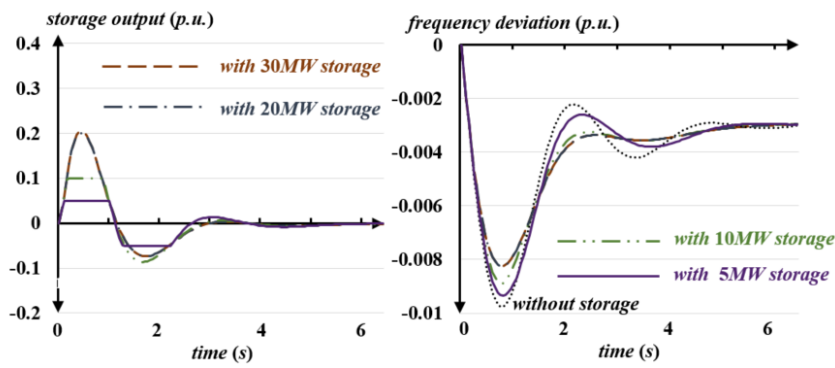 storage output (p.u.)
0.4
0.3
0.2
0.1
0
-0.1
-0.2
with 30MW storage
with 20MW storage
0
2
4
6
time (s)
frequency deviation (p.u.)
0
-0.002
-0.004
-0.006
-0.008
-0.01
with 10MW storage
with 5MW storage
without storage
0
2
4
6
time (s)